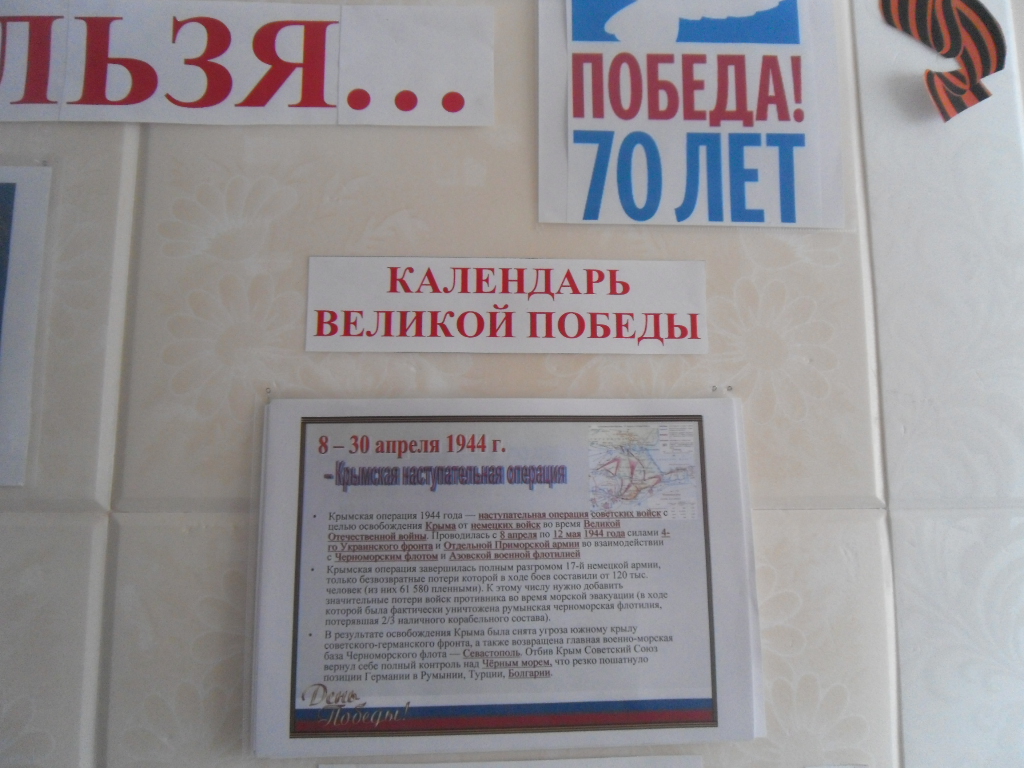 ЛЬЗЯ...
ПОБЕДА!
70 ЛЕТ
КАЛЕНДАРЬ
ВЕЛИКОЙ ПОБЕДЫ
8 – 30 апреля 1944 г.
– Крымская наступательная операция
• Крымская операция 1944 года — наступательная операция советских войск с
целью освобождения Крыма от немецких войск во время Великой
Отечественной войны. Проводилась с 8 апреля по 12 мая 1944 года силами 4-
го Украинского фронта и Отдельной Приморской армии во взаимодействии
с Черноморским флотом и Азовской военной флотилией
• Крымская операция завершилась полным разгромом 17-й немецкой армии,
только безвозвратные потери которой в ходе боев составили от 120 тыс.
человек (из них 61 580 пленными). К этому числу нужно добавить
значительные потери войск противника во время морской эвакуации (в ходе
которой была фактически уничтожена румынская черноморская флотилия,
потерявшая 2/3 наличного корабельного состава).
• В результате освобождения Крыма была снята угроза южному крылу
советского-германского фронта, а также возвращена главная военно-морская
база Черноморского флота — Севастополь. Отбив Крым Советский Союз
вернул себе полный контроль над Чёрным морем, что резко пошатнуло
позиции Германии в Румынии, Турции, Болгарии.
День
Победы!